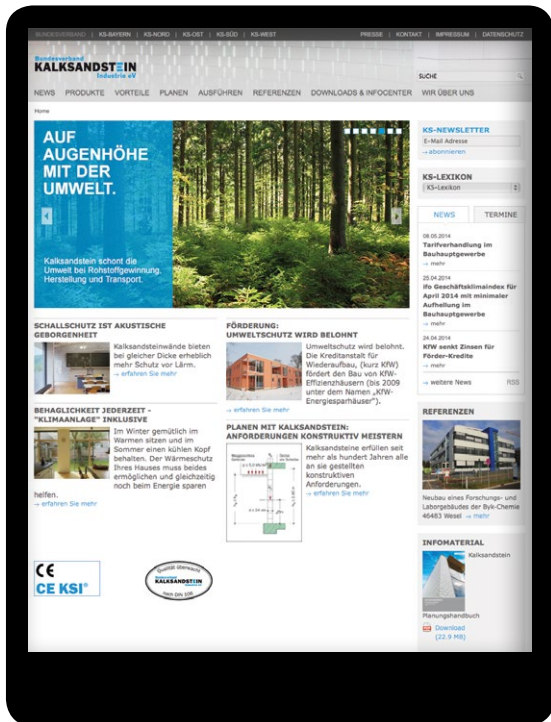 BUNDESVERBAND | KS-BAYERN | KS-NORD | KS-OST | KS-SÜD | KS-WEST
PRESSE | KONTAKT | IMPRESSUM | DATENSCHUTZ
Bundesverband
KALKSANDSTEIN
Industrie eV
SUCHE
NEWS PRODUKTE VORTEILE PLANEN AUSFÜHREN REFERENZEN DOWNLOADS & INFOCENTER WIR ÜBER UNS
Home
AUF
AUGENHÖHE
MIT DER
UMWELT.
Kalksandstein schont die
Umwelt bei Rohstoffgewinnung,
Herstellung und Transport.
SCHALLSCHUTZ IST AKUSTISCHE
GEBORGENHEIT
Kalksandsteinwände bieten
bei gleicher Dicke erheblich
mehr Schutz vor Lärm.
→ erfahren Sie mehr
BEHAGLICHKEIT JEDERZEIT -
"KLIMAANLAGE" INKLUSIVE
Im Winter gemütlich im
Warmen sitzen und im
Sommer einen kühlen Kopf
behalten. Der Wärmeschutz
Ihres Hauses muss beides
ermöglichen und gleichzeitig
noch beim Energie sparen
helfen.
→ erfahren Sie mehr
FÖRDERUNG:
UMWELTSCHUTZ WIRD BELOHNT
Umweltschutz wird belohnt.
Die Kreditanstalt für
Wiederaufbau, (kurz KfW)
fördert den Bau von KfW-
Effizienzhäusern (bis 2009
unter dem Namen „KfW-
Energiesparhäuser").
→ erfahren Sie mehr
PLANEN MIT KALKSANDSTEIN:
ANFORDERUNGEN KONSTRUKTIV MEISTERN
Kalksandsteine erfüllen seit
mehr als hundert Jahren alle
an sie gestellten
konstruktiven
Anforderungen.
→ erfahren Sie mehr
CE
CE KSI®
Qualität überwacht
Bundesverband
KALKSANDSTEIN
Industrie eV
nach DIN 106
KS-NEWSLETTER
E-Mail Adresse
→ abonnieren
KS-LEXIKON
KS-Lexikon
NEWS TERMINE
08.05.2014
Tarifverhandlung im
Bauhauptgewerbe
→ mehr
25.04.2014
ifo Geschäftsklimaindex für
April 2014 mit minimaler
Aufhellung im
Bauhauptgewerbe
→ mehr
24.04.2014
KfW senkt Zinsen für
Förder-Kredite
→ mehr
→ weitere News RSS
REFERENZEN
Neubau eines Forschungs- und
Laborgebäudes der Byk-Chemie
46483 Wesel → mehr
INFOMATERIAL
Kalksandstein
Planungshandbuch
Download
(22.9 MB)